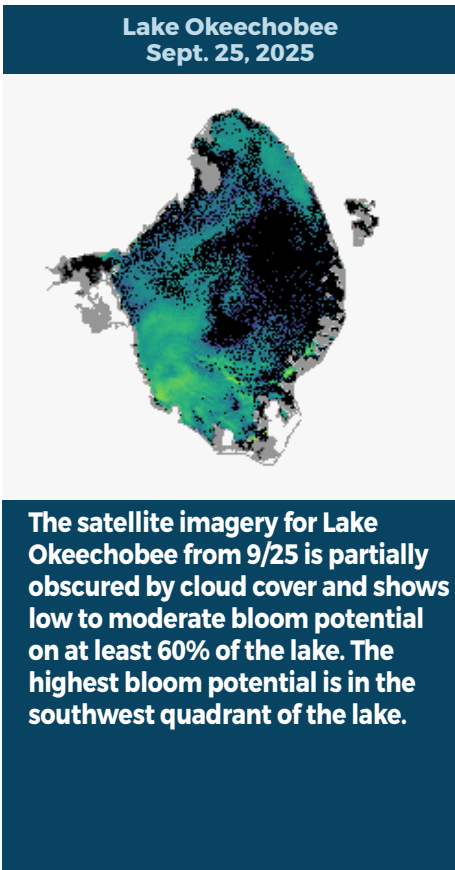 Lake Okeechobee
Sept. 25, 2025
The satellite imagery for Lake
Okeechobee from 9/25 is partially
obscured by cloud cover and shows
low to moderate bloom potential
on at least 60% of the lake. The
highest bloom potential is in the
southwest quadrant of the lake.